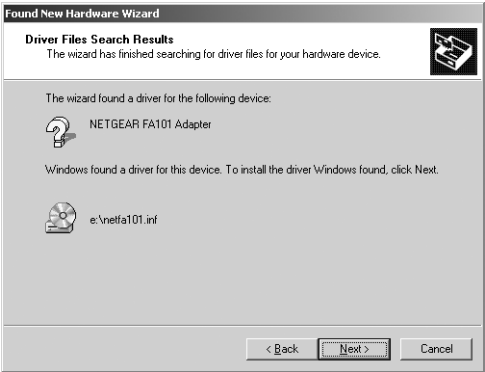 Found New Hardware Wizard
Driver Files Search Results
The wizard has finished searching for driver files for your hardware device.
The wizard found a driver for the following device:
NETGEAR FA101 Adapter
Windows found a driver for this device. To install the driver Windows found, click Next.
e:\netfa101.inf
< Back Next > Cancel